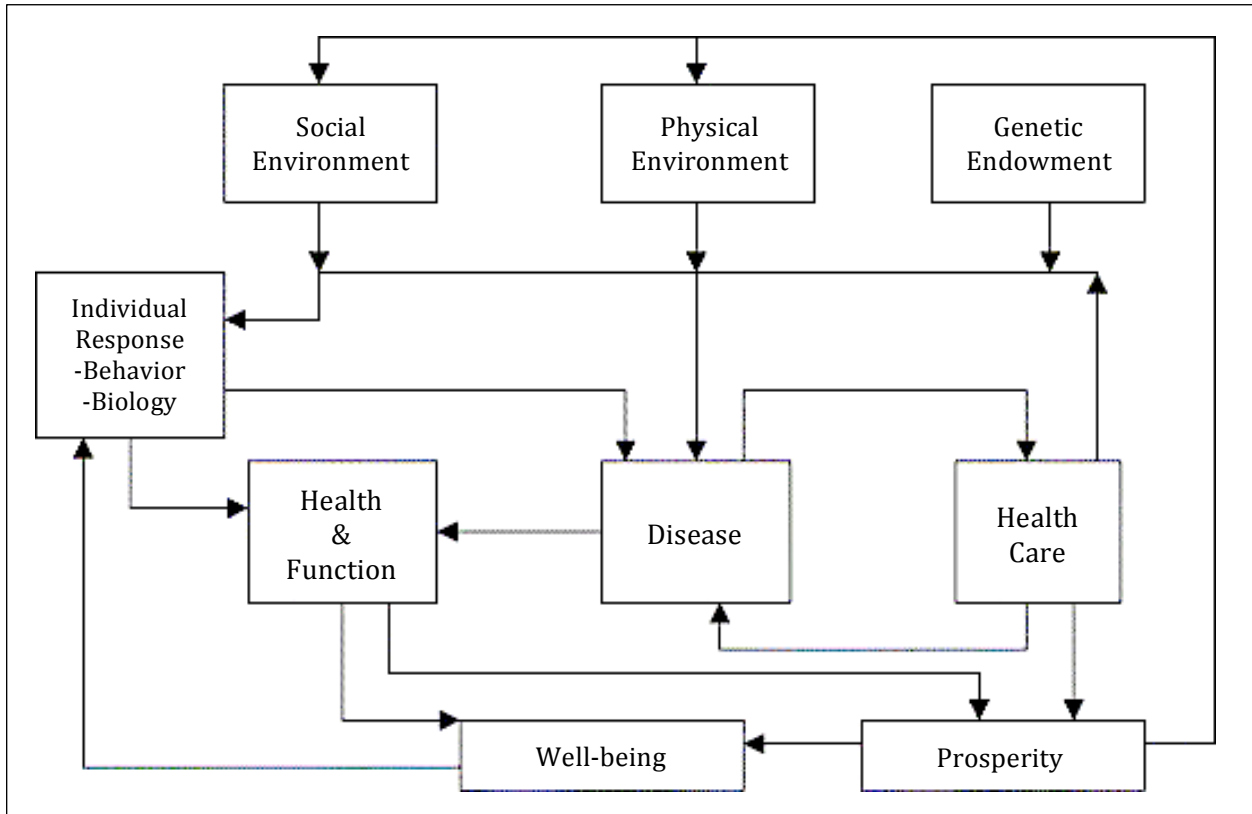 Social
Environment
Physical
Environment
Genetic
Endowment
Individual
Response
-Behavior
-Biology
Health
&
Function
Disease
Health
Care
Well-being
Prosperity